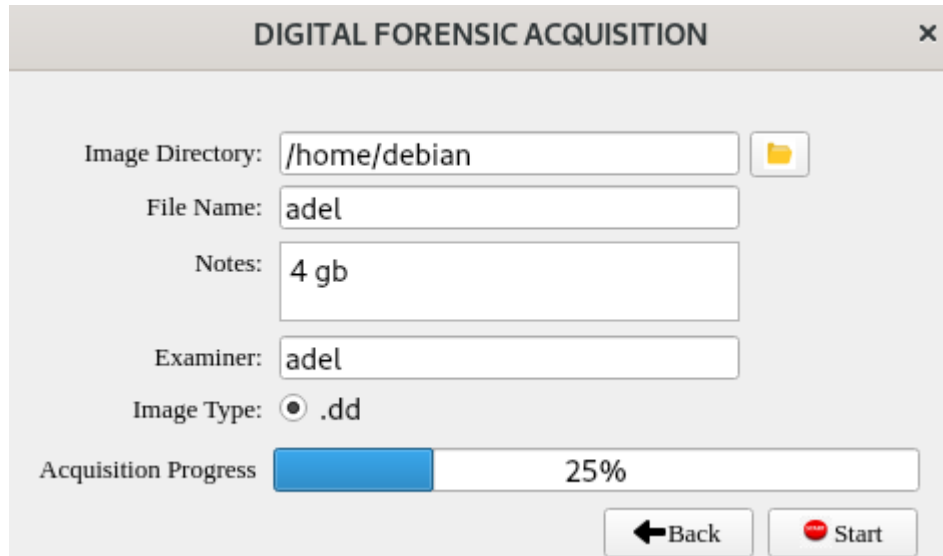 DIGITAL FORENSIC ACQUISITION ×
Image Directory: /home/debian
File Name: adel
Notes: 4 gb
Examiner: adel
Image Type: .dd
Acquisition Progress 25%
Back Start